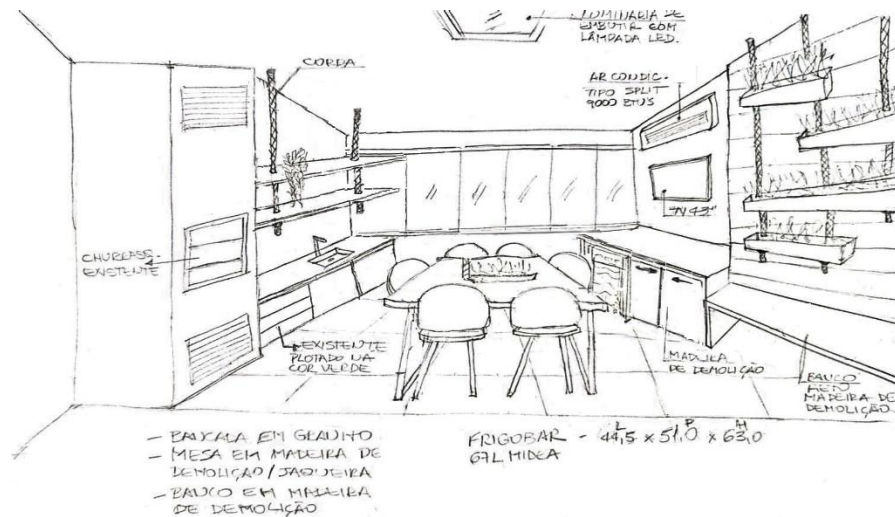 LUMINÁRIA DE
EMBUTIR COM
LÂMPADA LED.
CORDA
AR CONDIC.
TIPO SPLIT
9000 BTU'S
TV 43"
CHURRASQ.
EXISTENTE
EXISTENTE
PLOTADO NA
COR VERDE
MADEIRA
DE DEMOLIÇÃO
BANCO
MADEIRA DE
DEMOLIÇÃO.
- BANCADA EM GRANITO
- MESA EM MADEIRA DE
DEMOLIÇÃO/JAQUEIRA
- BANCO EM MADEIRA
DE DEMOLIÇÃO
L P H
FRIGOBAR - 44,5 x 51,0 x 63,0
67L MIDEA